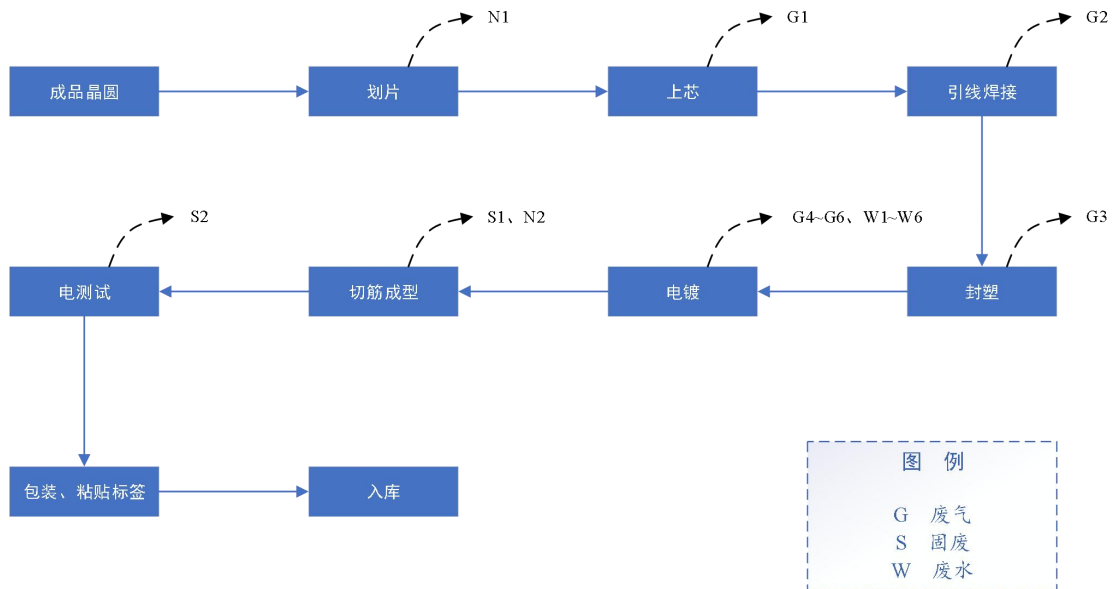 N1
G1
G2
成品晶圆
划片
上芯
引线焊接
S2
S1、N2
G4~G6、W1~W6
G3
电测试
切筋成型
电镀
封塑
包装、粘贴标签
入库
图 例
G 废气
S 固废
W 废水